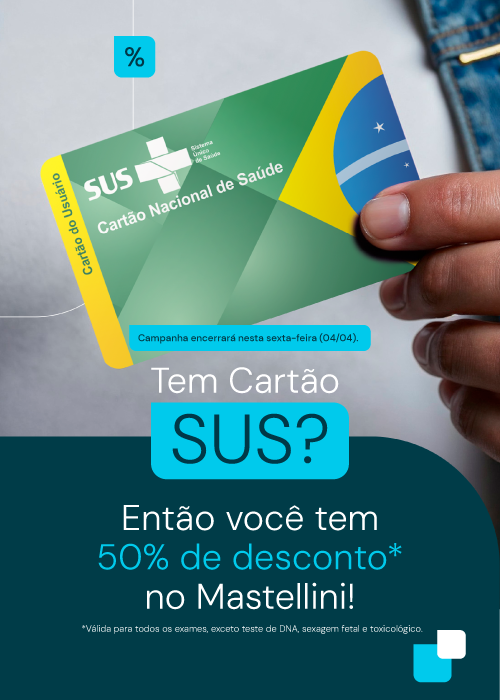 %
SUS
Sistema
Único
de Saúde
Cartão Nacional de Saúde
Cartão do Usuário
Campanha encerrará nesta sexta-feira (04/04).
Tem Cartão
SUS?
Então você tem
50% de desconto*
no Mastellini!
*Válida para todos os exames, exceto teste de DNA, sexagem fetal e toxicológico.